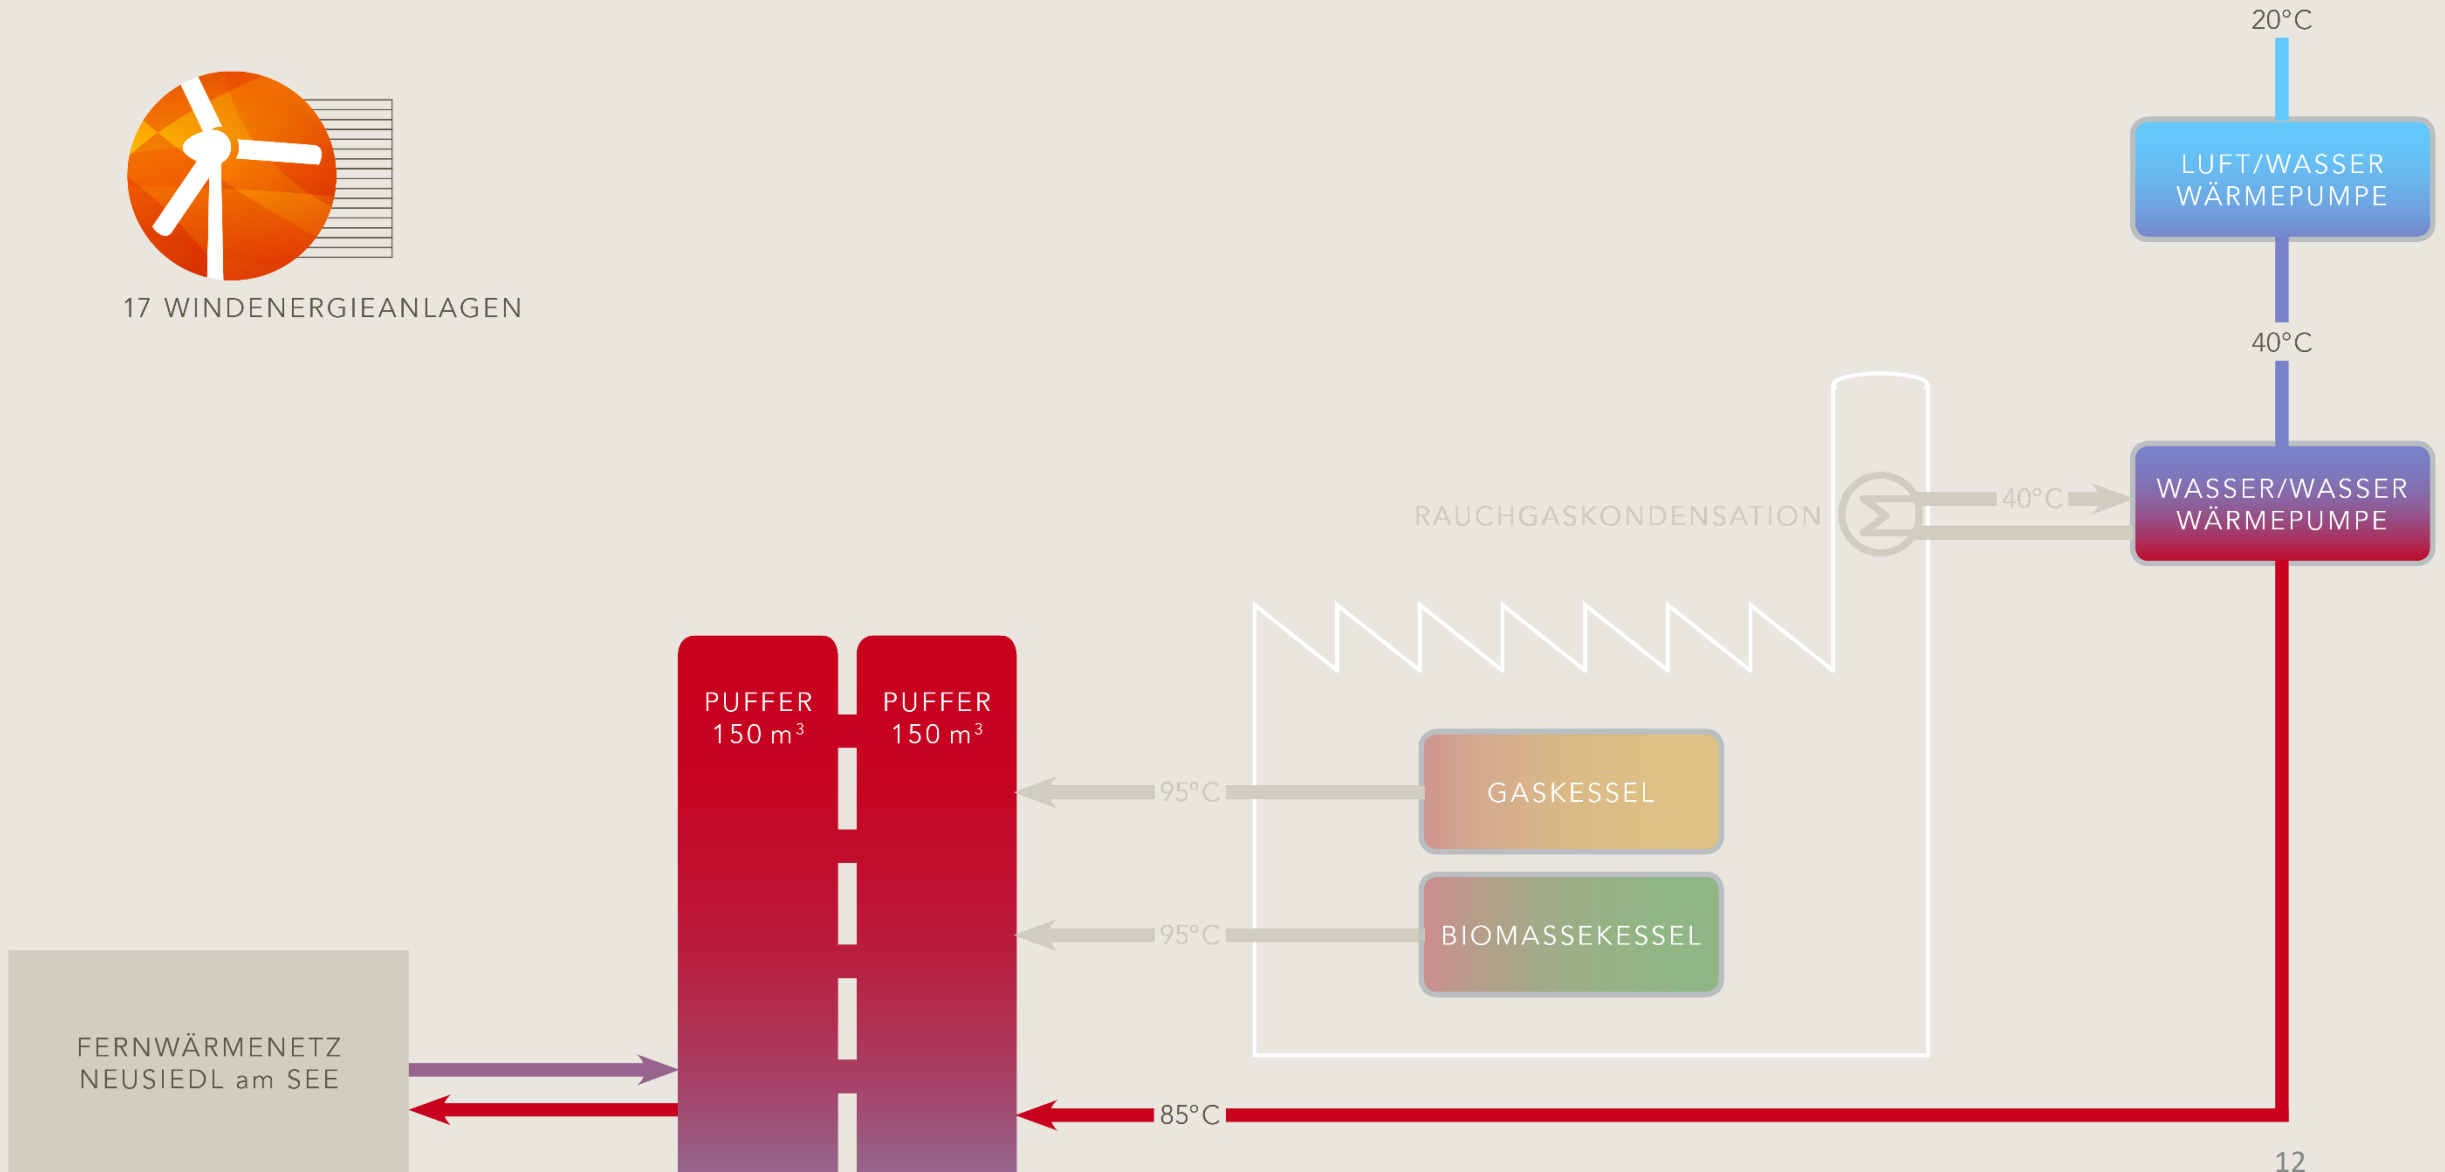 20°C
LUFT/WASSER
WÄRMEPUMPE
17 WINDENERGIEANLAGEN
40°C
RAUCHGASKONDENSATION
40°C
WASSER/WASSER
WÄRMEPUMPE
PUFFER
150 m³
PUFFER
150 m³
95°C
GASKESSEL
95°C
BIOMASSEKESSEL
FERNWÄRMENETZ
NEUSIEDL am SEE
85°C
12